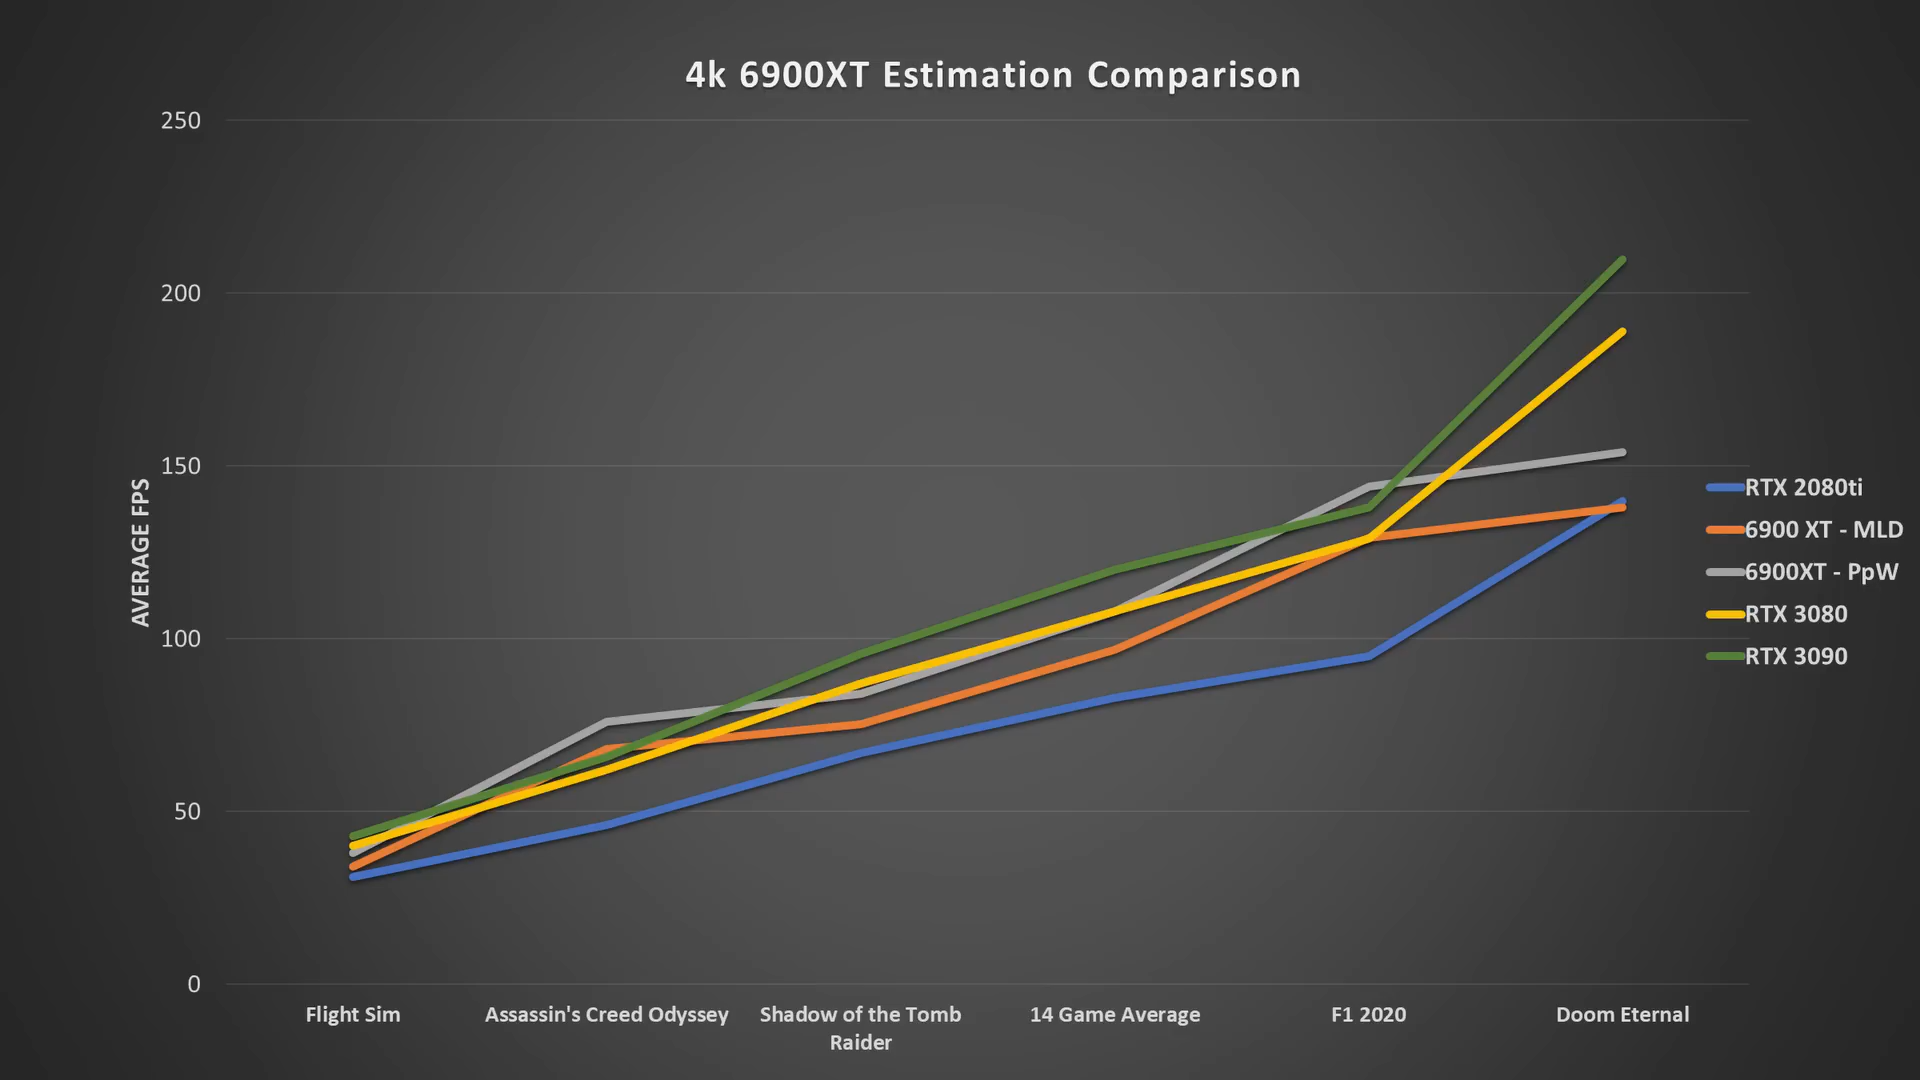 4k 6900XT Estimation Comparison
250
200
150
100
50
0
AVERAGE FPS
Flight Sim
Assassin's Creed Odyssey
Shadow of the Tomb
Raider
14 Game Average
F1 2020
Doom Eternal
RTX 2080ti
6900 XT - MLD
6900XT - PpW
RTX 3080
RTX 3090